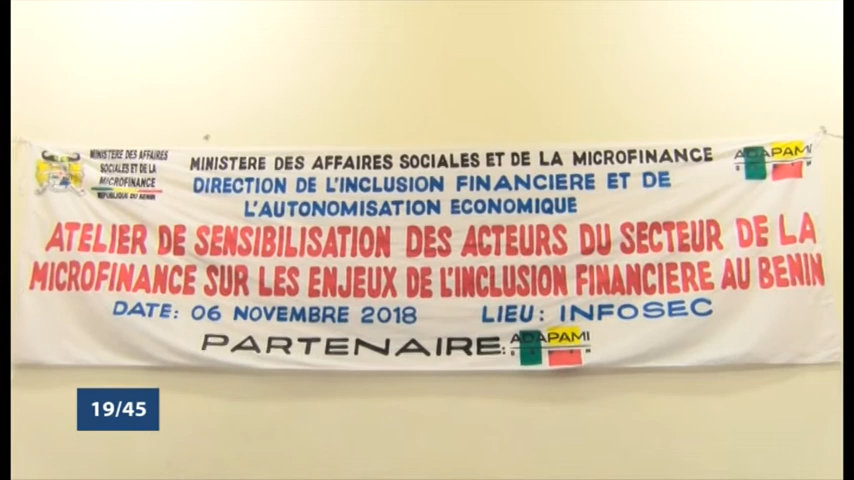 MINISTERE DES AFFAIRES
SOCIALES ET DE LA
MICROFINANCE
REPUBLIQUE DU BENIN
MINISTERE DES AFFAIRES SOCIALES ET DE LA MICROFINANCE
ADAPAMI
DIRECTION DE L'INCLUSION FINANCIERE ET DE
L'AUTONOMISATION ECONOMIQUE
ATELIER DE SENSIBILISATION DES ACTEURS DU SECTEUR DE LA
MICROFINANCE SUR LES ENJEUX DE L'INCLUSION FINANCIERE AU BENIN
DATE: 06 NOVEMBRE 2018 LIEU: INFOSEC
PARTENAIRE: ADAPAMI
19/45